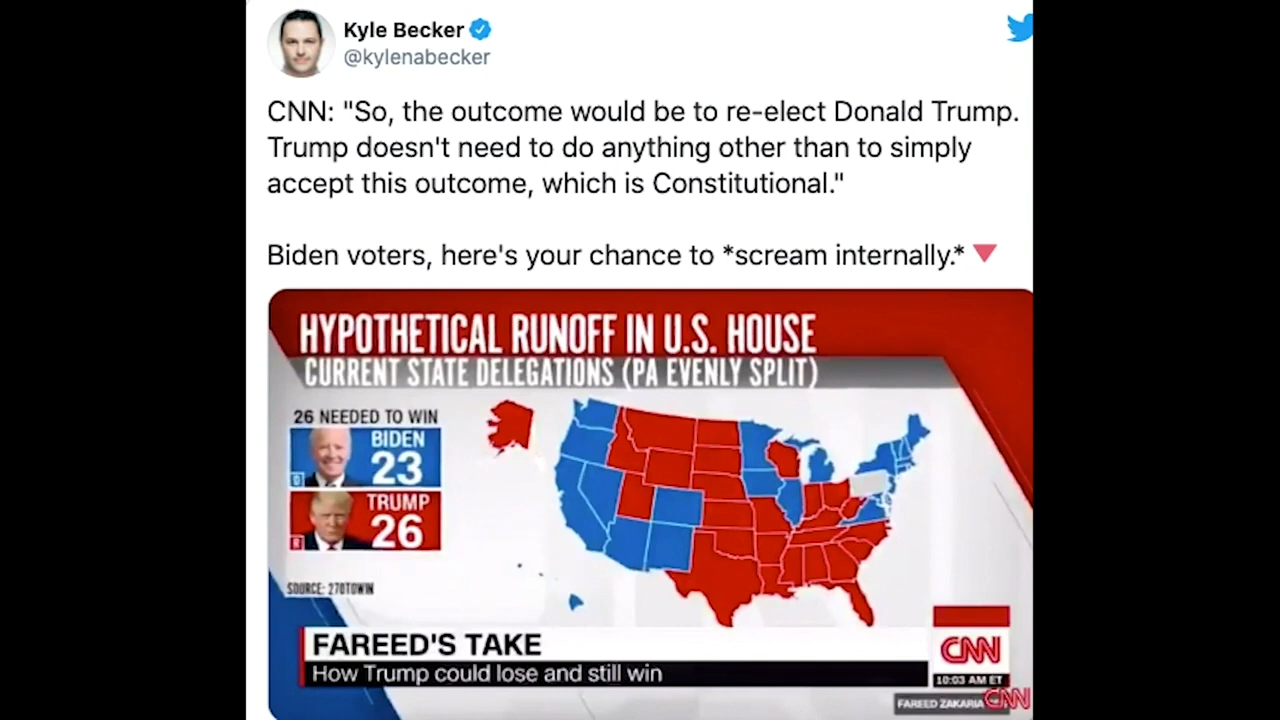 Kyle Becker
@kylenabecker
CNN: "So, the outcome would be to re-elect Donald Trump.
Trump doesn't need to do anything other than to simply
accept this outcome, which is Constitutional."
Biden voters, here's your chance to *scream internally.*
HYPOTHETICAL RUNOFF IN U.S. HOUSE
CURRENT STATE DELEGATIONS (PA EVENLY SPLIT)
26 NEEDED TO WIN
BIDEN
23
D
TRUMP
26
R
SOURCE: 270TOWIN
FAREED'S TAKE
How Trump could lose and still win
CNN
10:03 AM ET
FAREED ZAKARIA
CNN